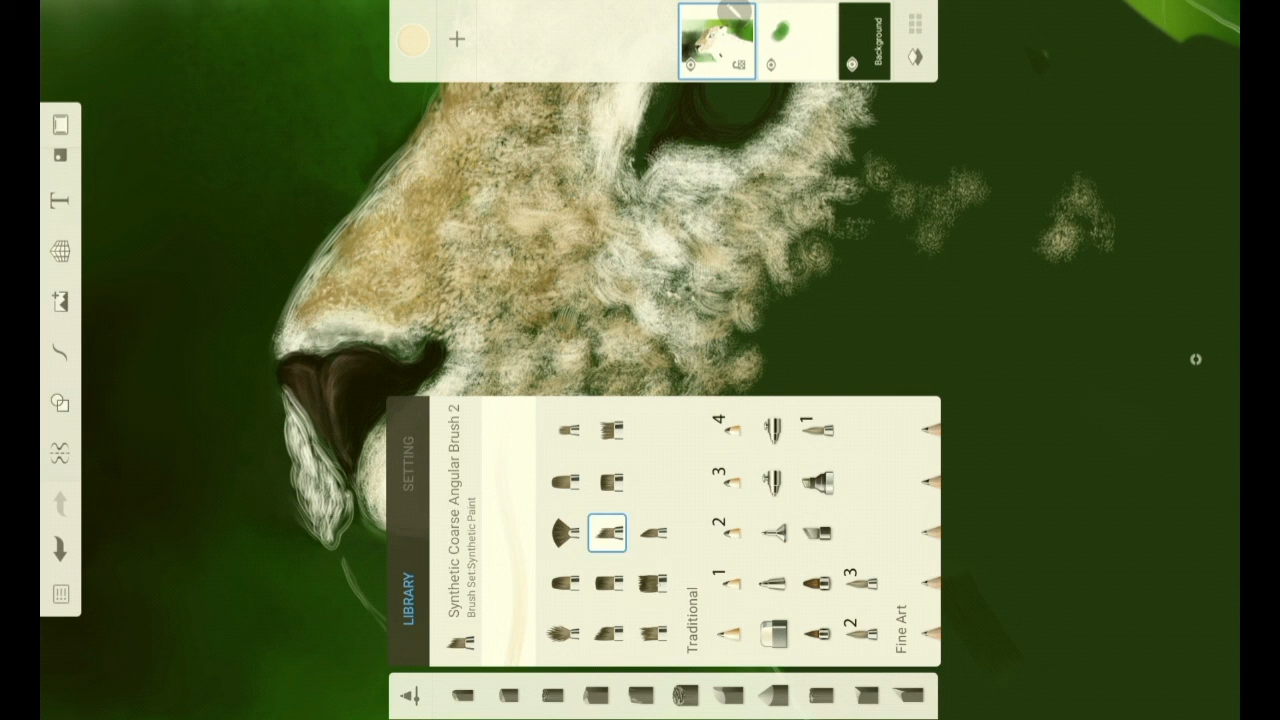 Background
LIBRARY
SETTING
Synthetic Coarse Angular Brush 2
Brush Set:Synthetic Paint
Traditional
1
2
3
4
1
2
3
Fine Art
T